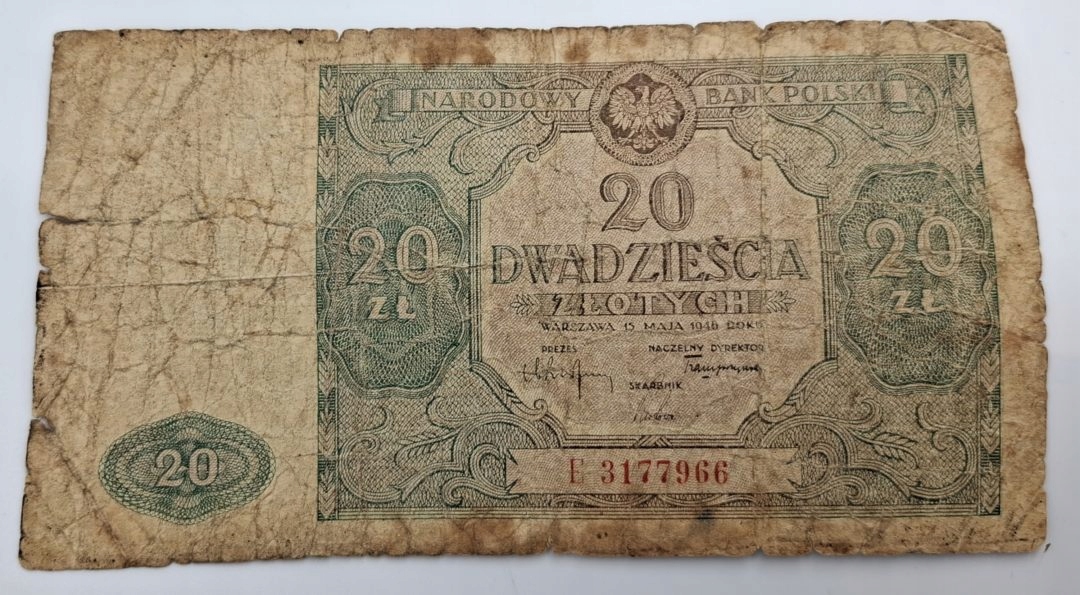 NARODOWY BANK POLSKI
20
DWADZIEŚCIA
ZŁOTYCH
20 ZŁ
20 ZŁ
WARSZAWA 15 MAJA 1946 ROKU
PREZES NACZELNY DYREKTOR
SKARBNIK
E 3177966
20